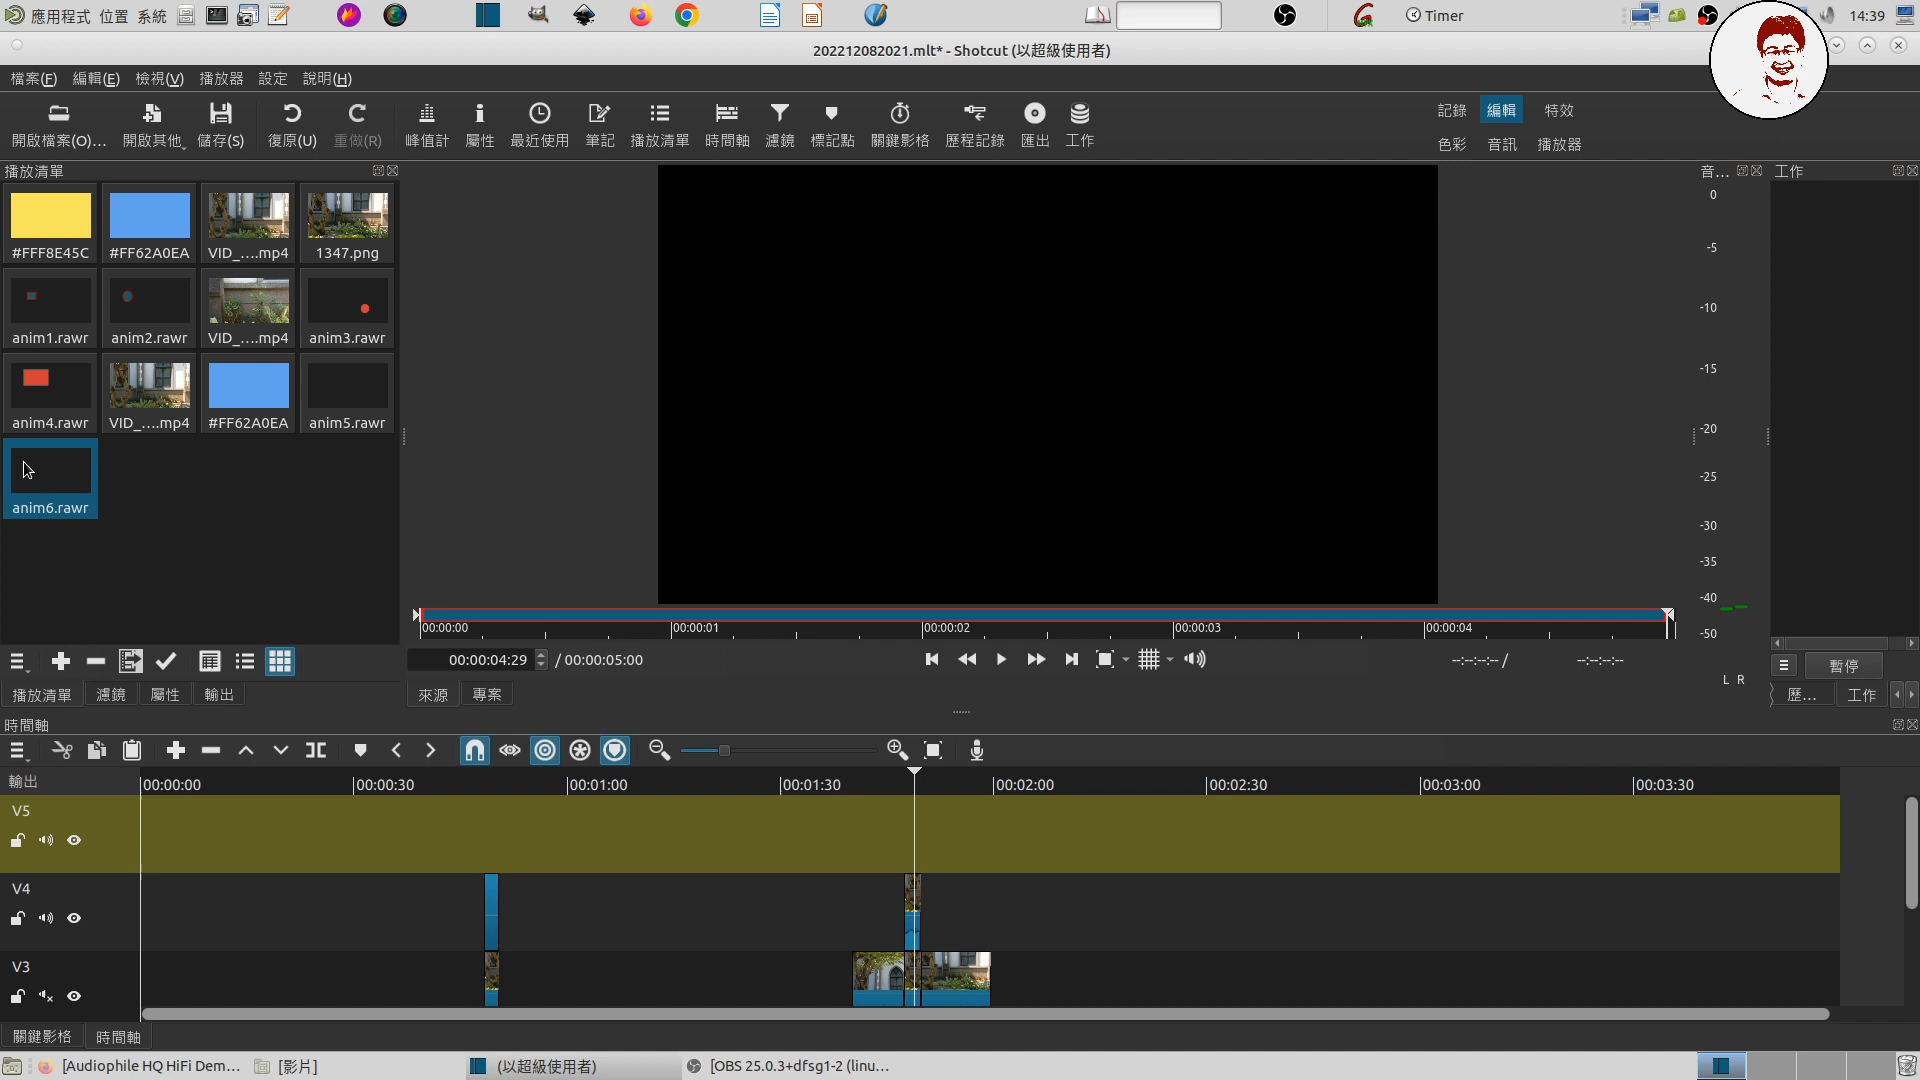 應用程式 位置 系統
Timer
14:39
202212082021.mlt* - Shotcut (以超級使用者)
檔案(F) 編輯(E) 檢視(V) 播放器 設定 說明(H)
開啟檔案(O)... 開啟其他. 儲存(S) 復原(U) 重做(R) 峰值計 屬性 最近使用 筆記 播放清單 時間軸 濾鏡 標記點 關鍵影格 歷程記錄 匯出 工作
記錄 編輯 特效
色彩 音訊 播放器
播放清單
音... 工作
#FFF8E45C #FF62A0EA VID_....mp4 1347.png
anim1.rawr anim2.rawr VID_....mp4 anim3.rawr
anim4.rawr VID_....mp4 #FF62A0EA anim5.rawr
anim6.rawr
0
-5
-10
-15
-20
-25
-30
-35
-40
-50
L R
00:00:00 00:00:01 00:00:02 00:00:03 00:00:04
00:00:04:29 / 00:00:05:00
--:--:--:-- / --:--:--:--
暫停
播放清單 濾鏡 屬性 輸出
來源 專案
歷... 工作
時間軸
輸出
00:00:00 00:00:30 00:01:00 00:01:30 00:02:00 00:02:30 00:03:00 00:03:30
V5
V4
V3
關鍵影格 時間軸
[Audiophile HQ HiFi Dem... [影片] (以超級使用者) [OBS 25.0.3+dfsg1-2 (linu...